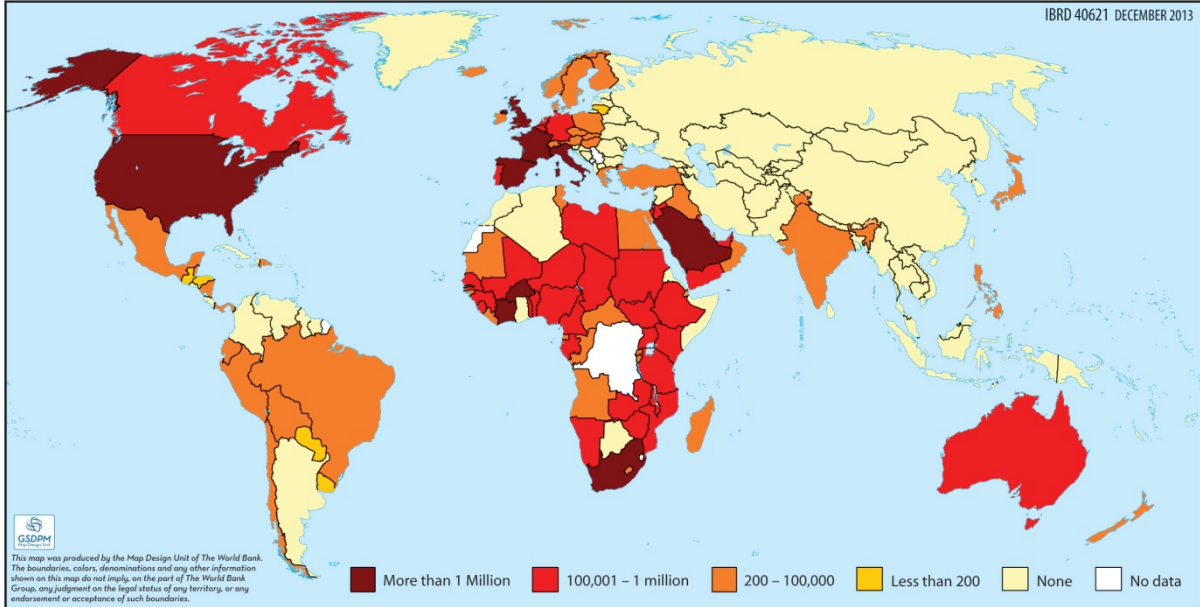 IBRD 40621 DECEMBER 2013
GSDPM
Map Design Unit
This map was produced by the Map Design Unit of The World Bank.
The boundaries, colors, denominations and any other information
shown on this map do not imply, on the part of The World Bank
Group, any judgment on the legal status of any territory, or any
endorsement or acceptance of such boundaries.
More than 1 Million
100,001 – 1 million
200 – 100,000
Less than 200
None
No data